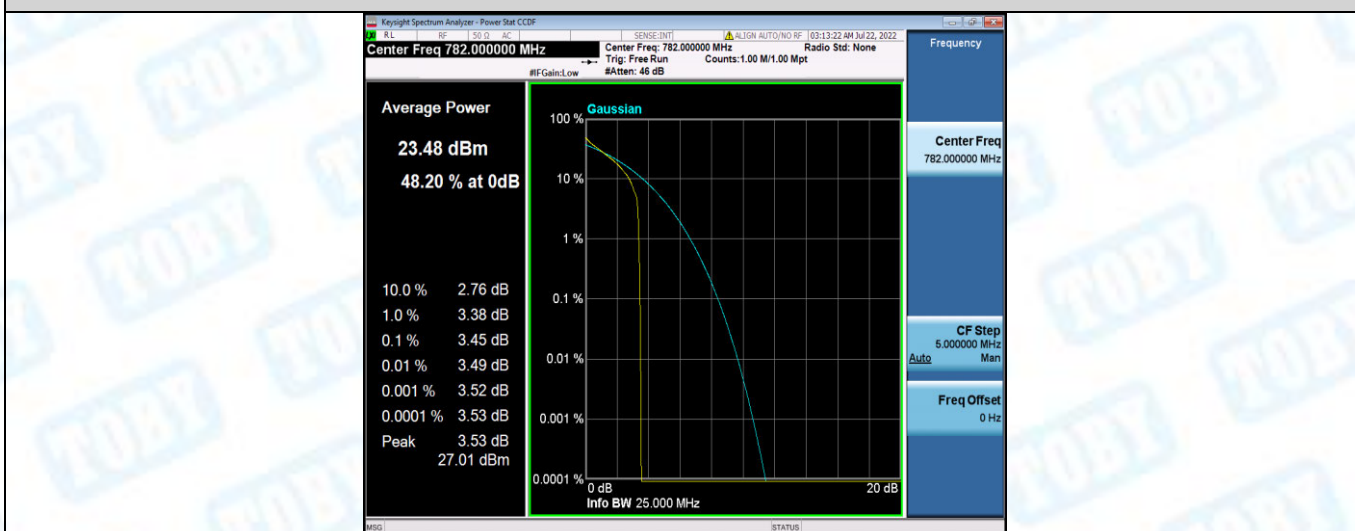 Keysight Spectrum Analyzer - Power Stat CCDF
RL RF 50 Ω AC SENSE:INT ALIGN AUTO/NO RF 03:13:22 AM Jul 22, 2022
Center Freq 782.000000 MHz
Center Freq: 782.000000 MHz Radio Std: None
Trig: Free Run Counts:1.00 M/1.00 Mpt
#IFGain:Low #Atten: 46 dB
Frequency
Average Power
23.48 dBm
48.20 % at 0dB
10.0 % 2.76 dB
1.0 % 3.38 dB
0.1 % 3.45 dB
0.01 % 3.49 dB
0.001 % 3.52 dB
0.0001 % 3.53 dB
Peak 3.53 dB
27.01 dBm
Gaussian
100 %
10 %
1 %
0.1 %
0.01 %
0.001 %
0.0001 %
0 dB 20 dB
Info BW 25.000 MHz
Center Freq
782.000000 MHz
CF Step
5.000000 MHz
Auto Man
Freq Offset
0 Hz
MSG STATUS
TOBY
TOBY
TOBY
TOBY
TOBY
TOBY